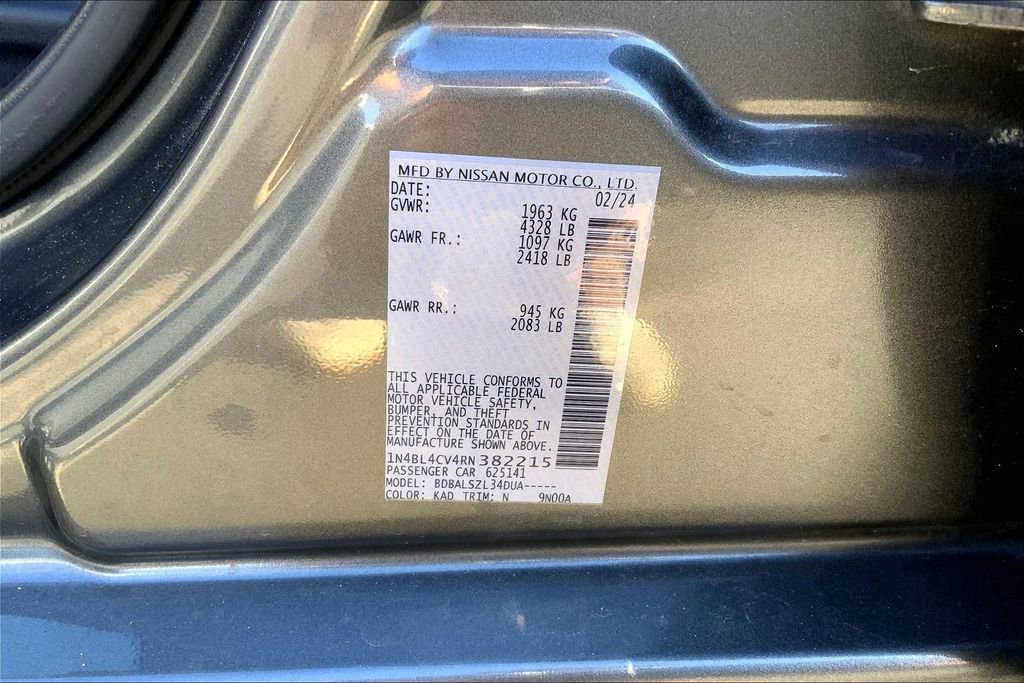 MFD BY NISSAN MOTOR CO., LTD.
DATE: 02/24
GVWR: 1963 KG
4328 LB
GAWR FR.: 1097 KG
2418 LB
GAWR RR.: 945 KG
2083 LB
THIS VEHICLE CONFORMS TO
ALL APPLICABLE FEDERAL
MOTOR VEHICLE SAFETY,
BUMPER, AND THEFT
PREVENTION STANDARDS IN
EFFECT ON THE DATE OF
MANUFACTURE SHOWN ABOVE.
1N4BL4CV4RN382215
PASSENGER CAR 625141
MODEL: BDBALSZL34DUA-----
COLOR: KAD TRIM: N 9N00A